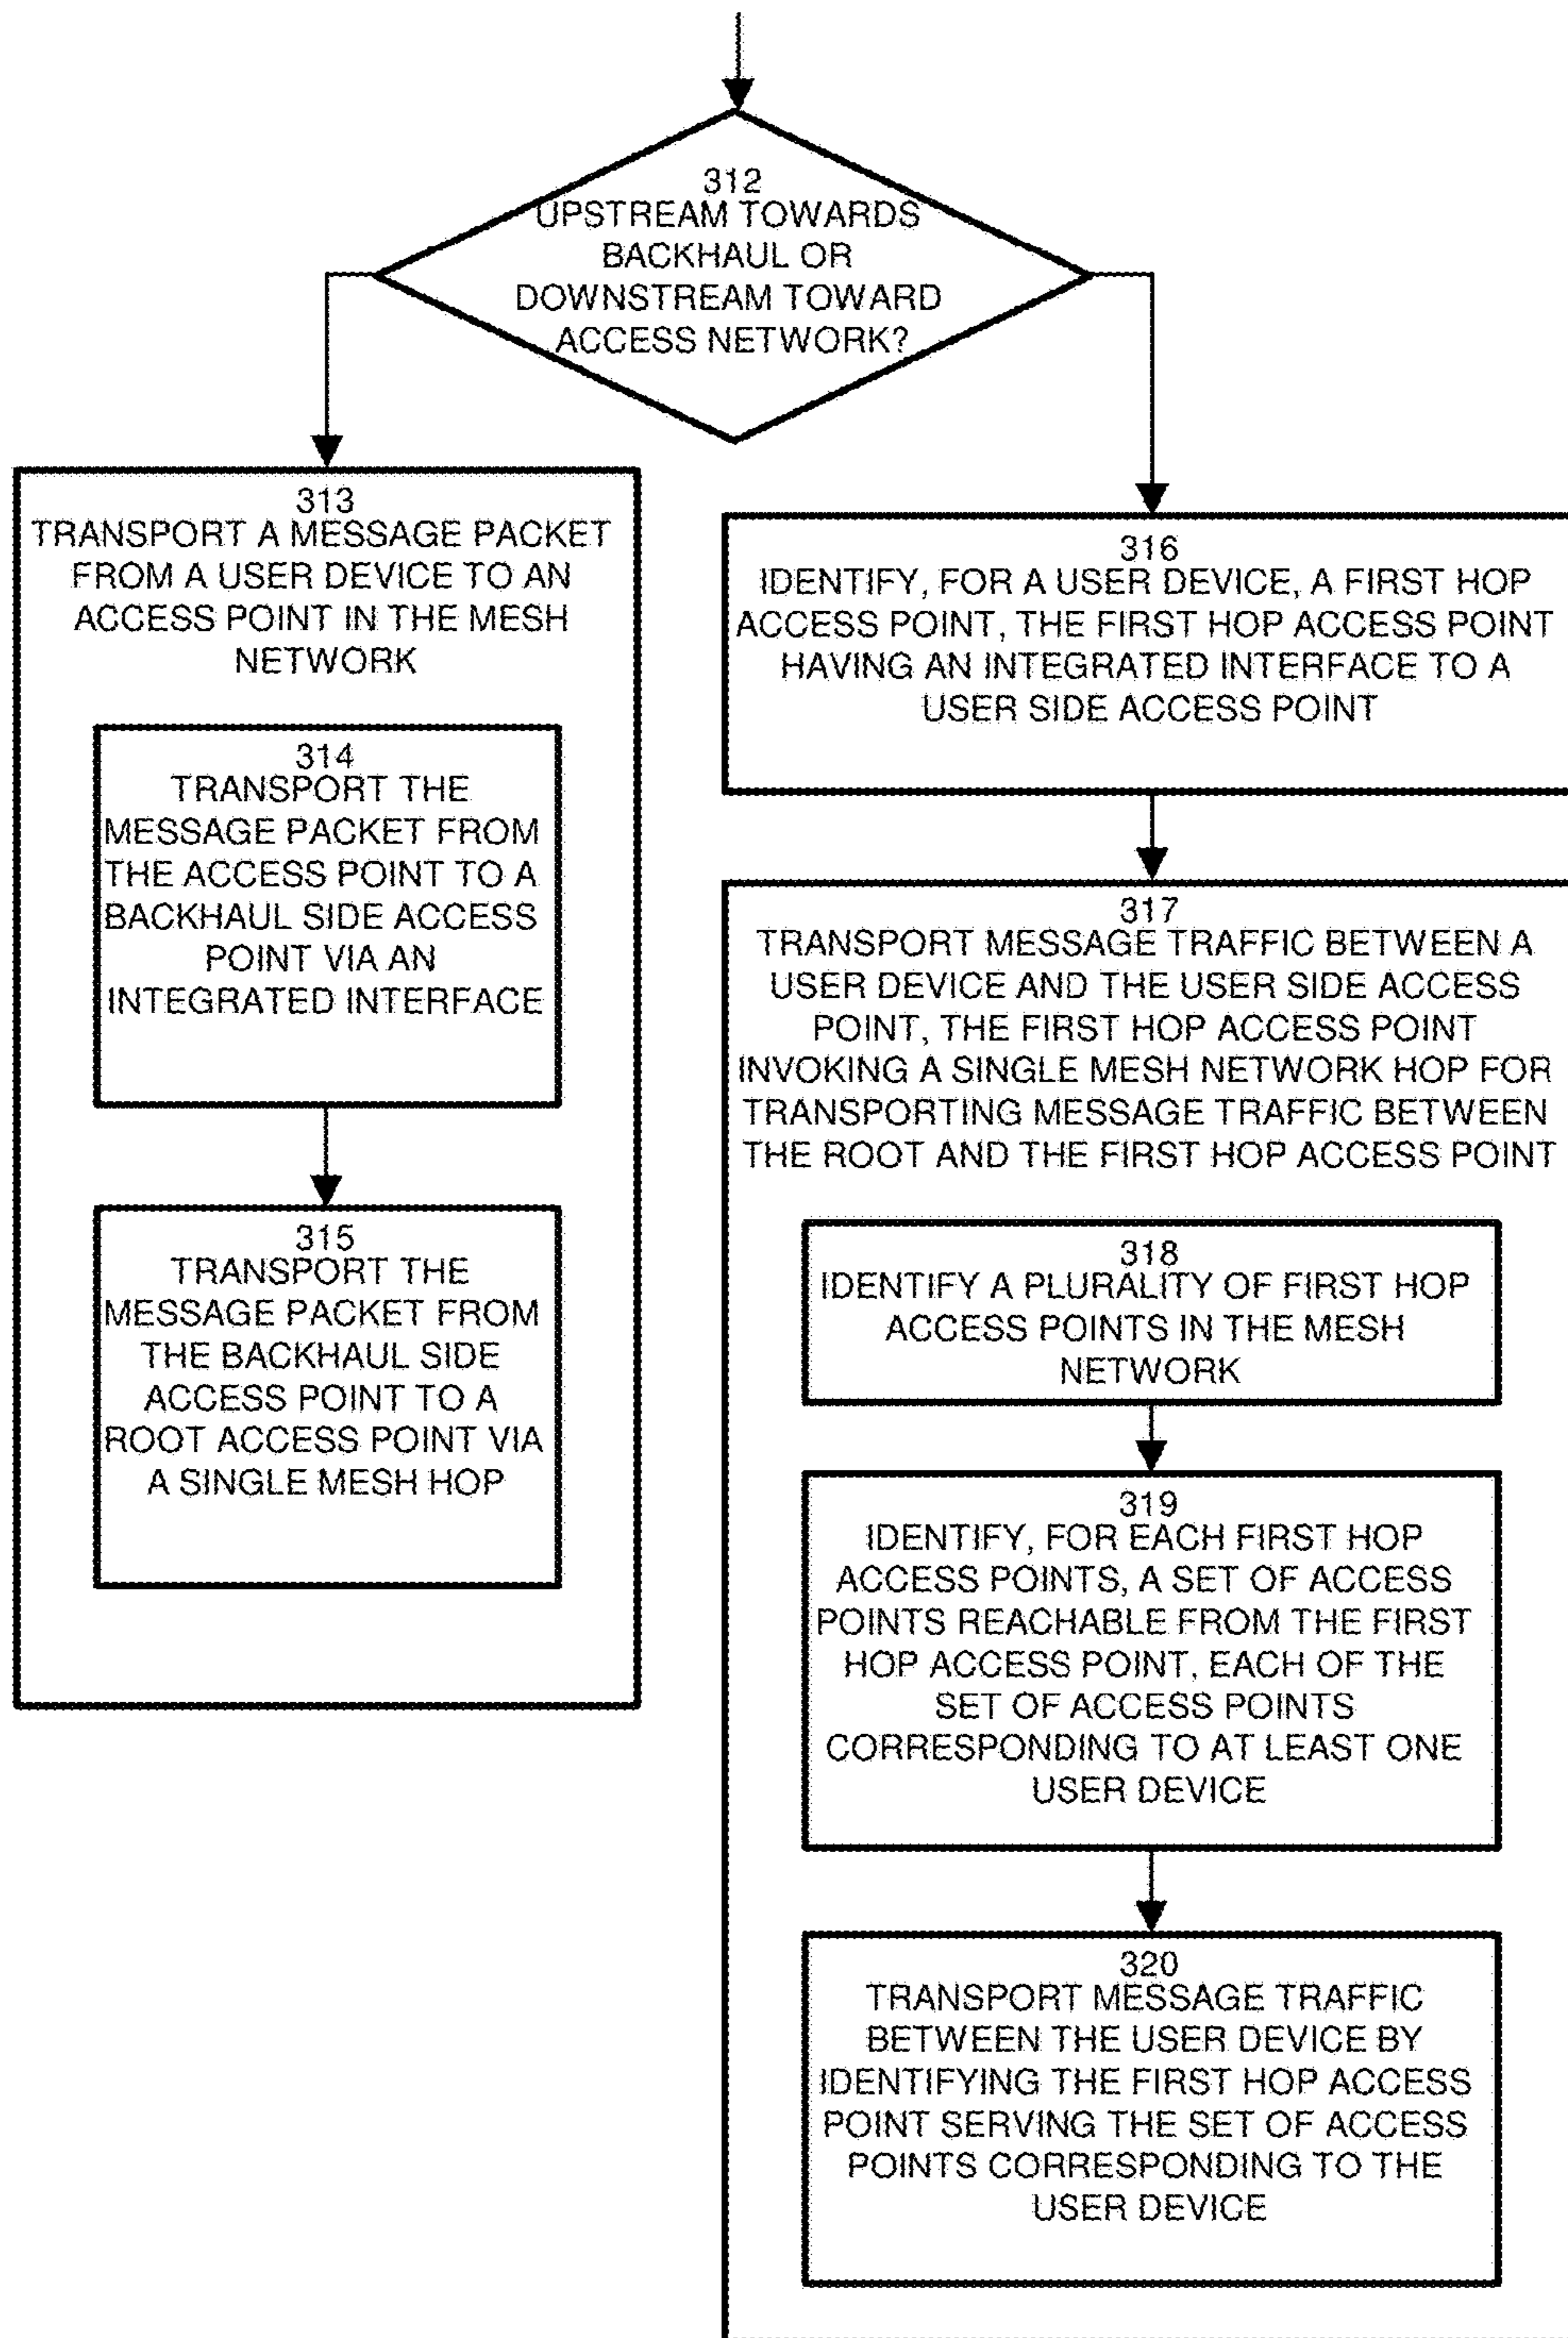 312
UPSTREAM TOWARDS
BACKHAUL OR
DOWNSTREAM TOWARD
ACCESS NETWORK?
313
TRANSPORT A MESSAGE PACKET
FROM A USER DEVICE TO AN
ACCESS POINT IN THE MESH
NETWORK
314
TRANSPORT THE
MESSAGE PACKET FROM
THE ACCESS POINT TO A
BACKHAUL SIDE ACCESS
POINT VIA AN
INTEGRATED INTERFACE
315
TRANSPORT THE
MESSAGE PACKET FROM
THE BACKHAUL SIDE
ACCESS POINT TO A
ROOT ACCESS POINT VIA
A SINGLE MESH HOP
316
IDENTIFY, FOR A USER DEVICE, A FIRST HOP
ACCESS POINT, THE FIRST HOP ACCESS POINT
HAVING AN INTEGRATED INTERFACE TO A
USER SIDE ACCESS POINT
317
TRANSPORT MESSAGE TRAFFIC BETWEEN A
USER DEVICE AND THE USER SIDE ACCESS
POINT, THE FIRST HOP ACCESS POINT
INVOKING A SINGLE MESH NETWORK HOP FOR
TRANSPORTING MESSAGE TRAFFIC BETWEEN
THE ROOT AND THE FIRST HOP ACCESS POINT
318
IDENTIFY A PLURALITY OF FIRST HOP
ACCESS POINTS IN THE MESH
NETWORK
319
IDENTIFY, FOR EACH FIRST HOP
ACCESS POINTS, A SET OF ACCESS
POINTS REACHABLE FROM THE FIRST
HOP ACCESS POINT, EACH OF THE
SET OF ACCESS POINTS
CORRESPONDING TO AT LEAST ONE
USER DEVICE
320
TRANSPORT MESSAGE TRAFFIC
BETWEEN THE USER DEVICE BY
IDENTIFYING THE FIRST HOP ACCESS
POINT SERVING THE SET OF ACCESS
POINTS CORRESPONDING TO THE
USER DEVICE